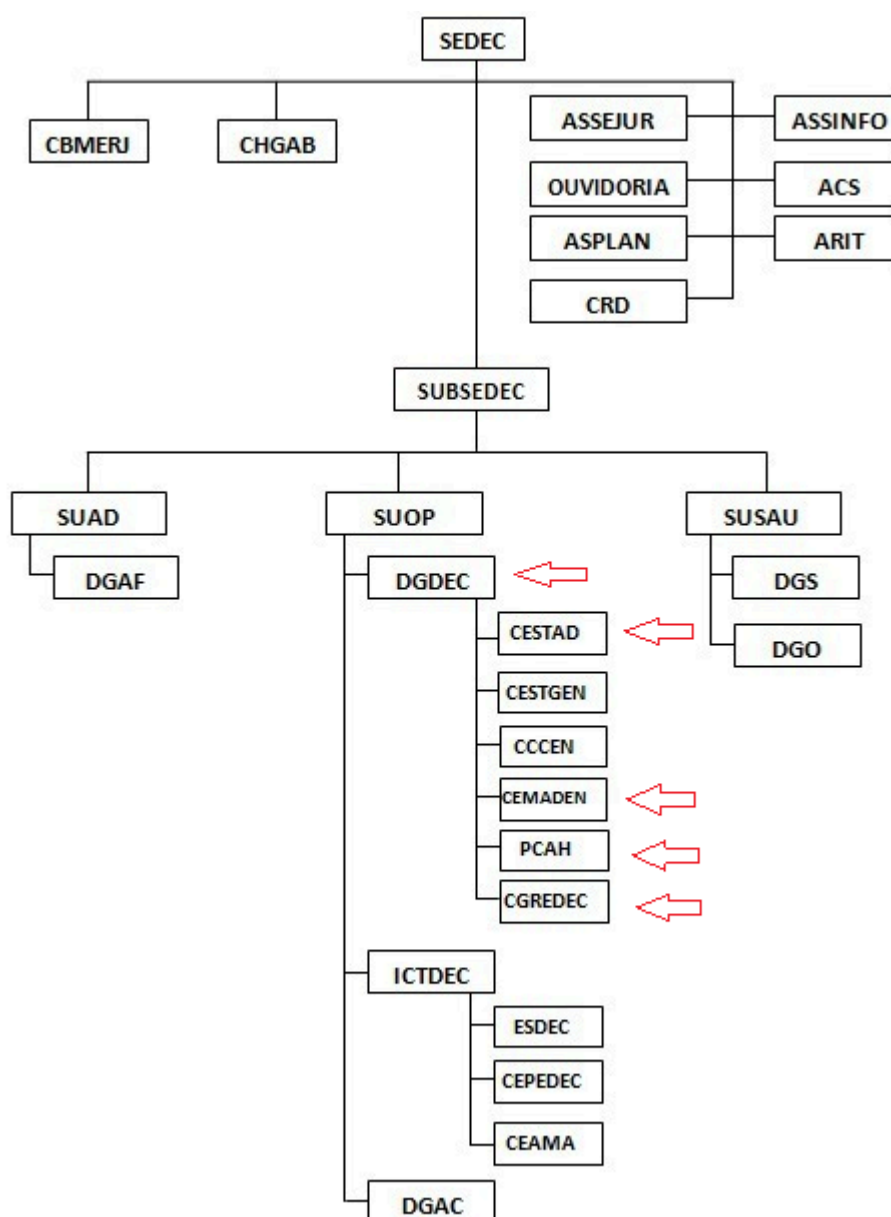 SEDEC
CBMERJ
CHGAB
ASSEJUR
ASSINFO
OUVIDORIA
ACS
ASPLAN
ARIT
CRD
SUBSEDEC
SUAD
DGAF
SUOP
DGDEC
CESTAD
CESTGEN
CCCEN
CEMADEN
PCAH
CGREDEC
ICTDEC
ESDEC
CEPEDEC
CEAMA
DGAC
SUSAU
DGS
DGO